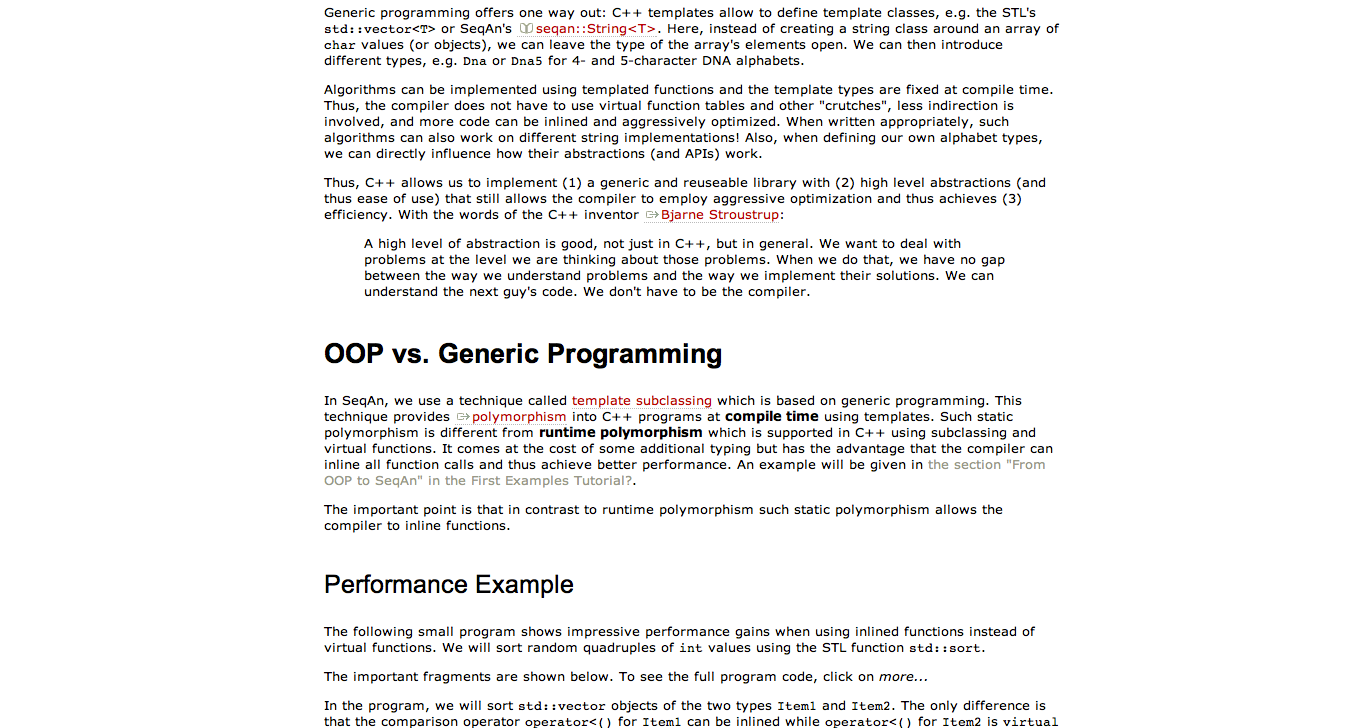 Generic programming offers one way out: C++ templates allow to define template classes, e.g. the STL's
std::vector<T> or SeqAn's seqan::String<T>. Here, instead of creating a string class around an array of
char values (or objects), we can leave the type of the array's elements open. We can then introduce
different types, e.g. Dna or Dna5 for 4- and 5-character DNA alphabets.
Algorithms can be implemented using templated functions and the template types are fixed at compile time.
Thus, the compiler does not have to use virtual function tables and other "crutches", less indirection is
involved, and more code can be inlined and aggressively optimized. When written appropriately, such
algorithms can also work on different string implementations! Also, when defining our own alphabet types,
we can directly influence how their abstractions (and APIs) work.
Thus, C++ allows us to implement (1) a generic and reuseable library with (2) high level abstractions (and
thus ease of use) that still allows the compiler to employ aggressive optimization and thus achieves (3)
efficiency. With the words of the C++ inventor Bjarne Stroustrup:
A high level of abstraction is good, not just in C++, but in general. We want to deal with
problems at the level we are thinking about those problems. When we do that, we have no gap
between the way we understand problems and the way we implement their solutions. We can
understand the next guy's code. We don't have to be the compiler.
OOP vs. Generic Programming
In SeqAn, we use a technique called template subclassing which is based on generic programming. This
technique provides polymorphism into C++ programs at compile time using templates. Such static
polymorphism is different from runtime polymorphism which is supported in C++ using subclassing and
virtual functions. It comes at the cost of some additional typing but has the advantage that the compiler can
inline all function calls and thus achieve better performance. An example will be given in the section "From
OOP to SeqAn" in the First Examples Tutorial?.
The important point is that in contrast to runtime polymorphism such static polymorphism allows the
compiler to inline functions.
Performance Example
The following small program shows impressive performance gains when using inlined functions instead of
virtual functions. We will sort random quadruples of int values using the STL function std::sort.
The important fragments are shown below. To see the full program code, click on more...
In the program, we will sort std::vector objects of the two types Item1 and Item2. The only difference is
that the comparison operator operator<() for Item1 can be inlined while operator<() for Item2 is virtual